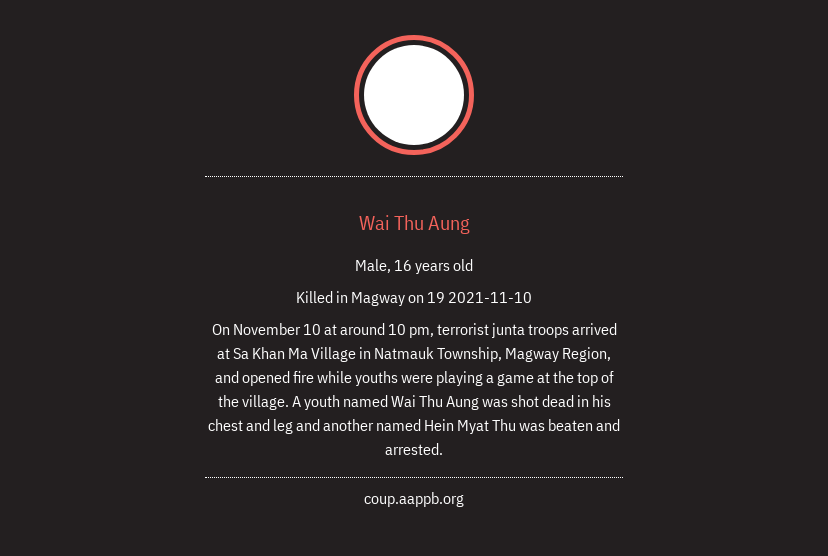 Wai Thu Aung
Male, 16 years old
Killed in Magway on 19 2021-11-10
On November 10 at around 10 pm, terrorist junta troops arrived
at Sa Khan Ma Village in Natmauk Township, Magway Region,
and opened fire while youths were playing a game at the top of
the village. A youth named Wai Thu Aung was shot dead in his
chest and leg and another named Hein Myat Thu was beaten and
arrested.
coup.aappb.org